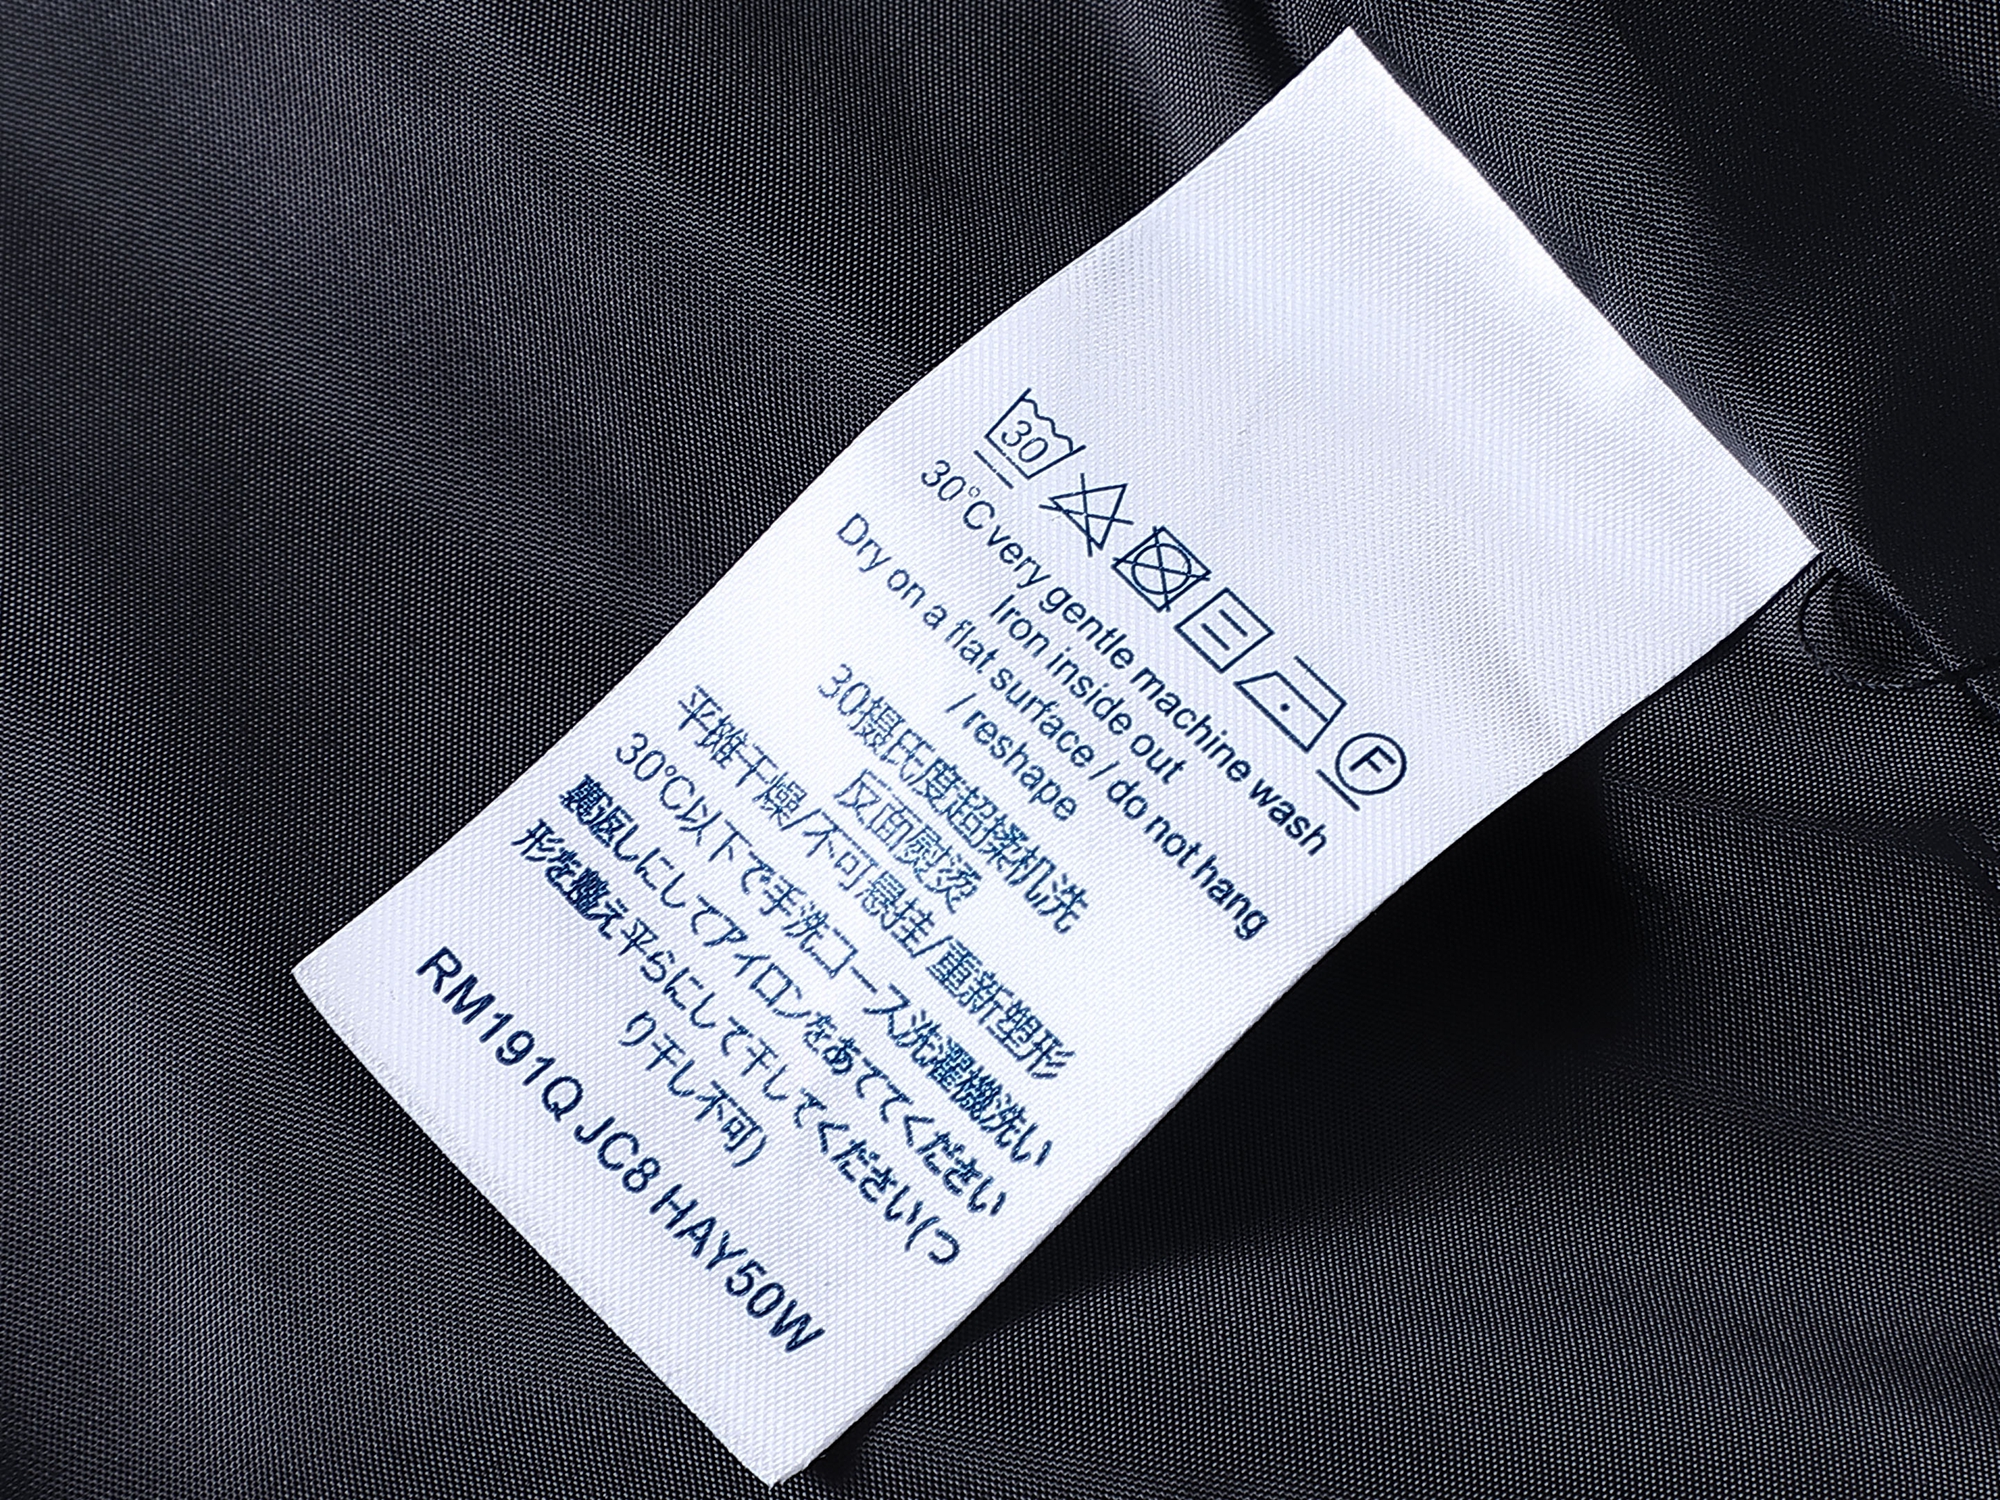 30
F
30℃ very gentle machine wash
Iron inside out
Dry on a flat surface / do not hang
/ reshape
30摄氏度超柔机洗
反面熨烫
平摊干燥/不可悬挂/重新塑形
30℃以下で手洗コース洗濯機洗い
裏返しにしてアイロンをあててください
形を整え平らにして干してください(つ
り干し不可)
RM191Q JC8 HAY50W